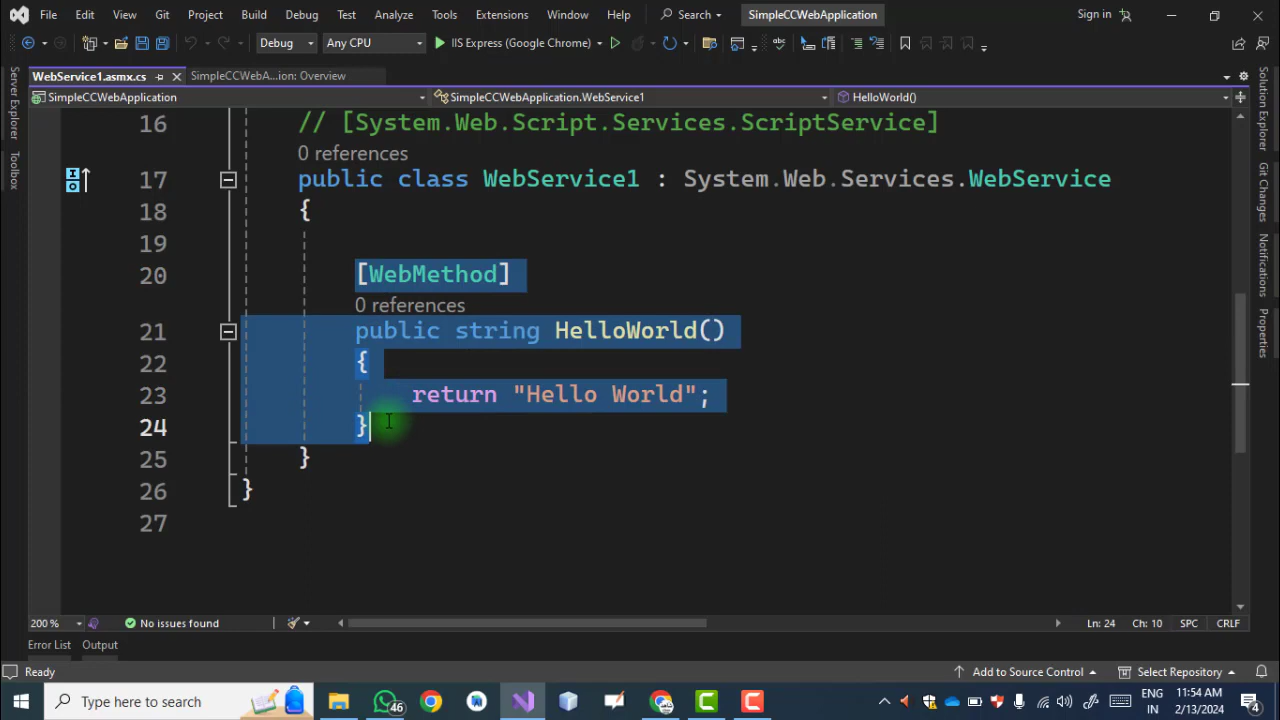 File Edit View Git Project Build Debug Test Analyze Tools Extensions Window Help Search SimpleCCWebApplication Sign in
Debug Any CPU IIS Express (Google Chrome)
WebService1.asmx.cs SimpleCCWebA...ion: Overview
SimpleCCWebApplication SimpleCCWebApplication.WebService1 HelloWorld()
Server Explorer
Toolbox
Solution Explorer
Git Changes
Notifications
Properties
16 // [System.Web.Script.Services.ScriptService]
0 references
17 public class WebService1 : System.Web.Services.WebService
18 {
19
20 [WebMethod]
0 references
21 public string HelloWorld()
22 {
23 return "Hello World";
24 }
25 }
26 }
27
200 % No issues found Ln: 24 Ch: 10 SPC CRLF
Error List Output
Ready Add to Source Control Select Repository
Type here to search 46 ENG 11:54 AM
IN 2/13/2024 4